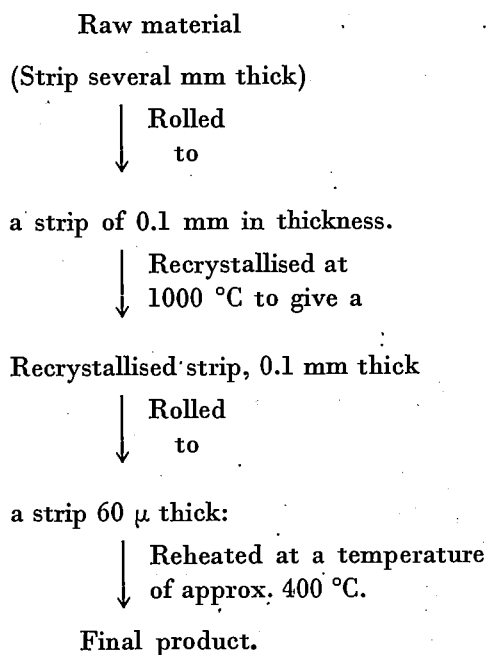 Raw material
(Strip several mm thick)
Rolled
to
a strip of 0.1 mm in thickness.
Recrystallised at
1000 °C to give a
Recrystallised strip, 0.1 mm thick
Rolled
to
a strip 60 μ thick:
Reheated at a temperature
of approx. 400 °C.
Final product.